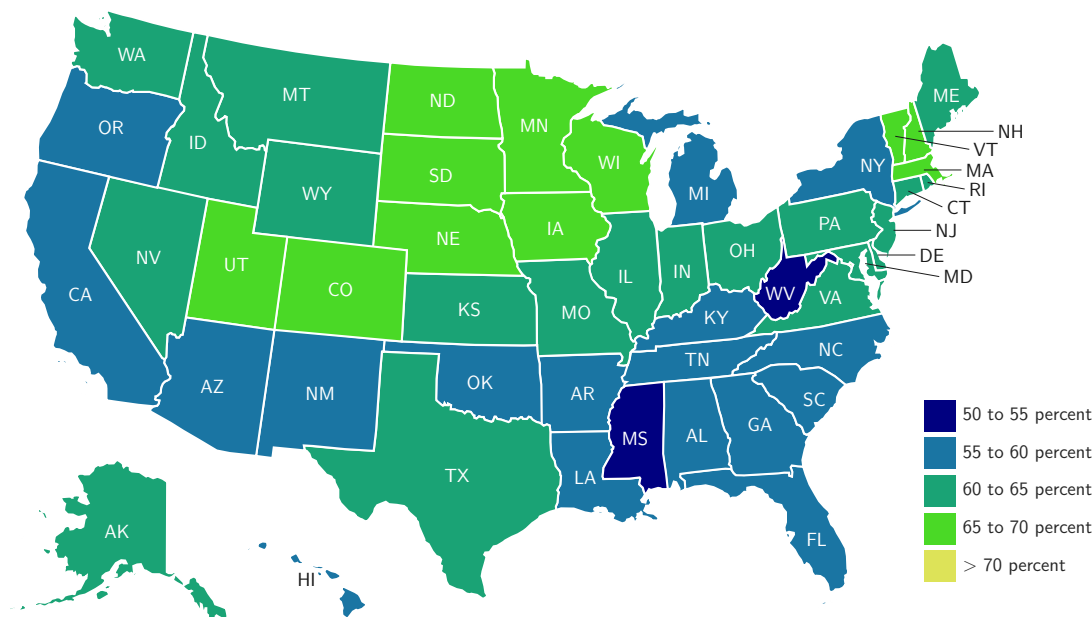 WA
ME
MT
ND
MN
OR
NH
ID
VT
WI
NY
MA
SD
RI
MI
WY
CT
PA
IA
NJ
NE
OH
DE
NV
UT
IN
MD
IL
CO
WV
CA
VA
KS
MO
KY
NC
TN
AZ
OK
NM
AR
SC
GA
50 to 55 percent
MS
AL
55 to 60 percent
TX
LA
60 to 65 percent
65 to 70 percent
AK
FL
> 70 percent
HI